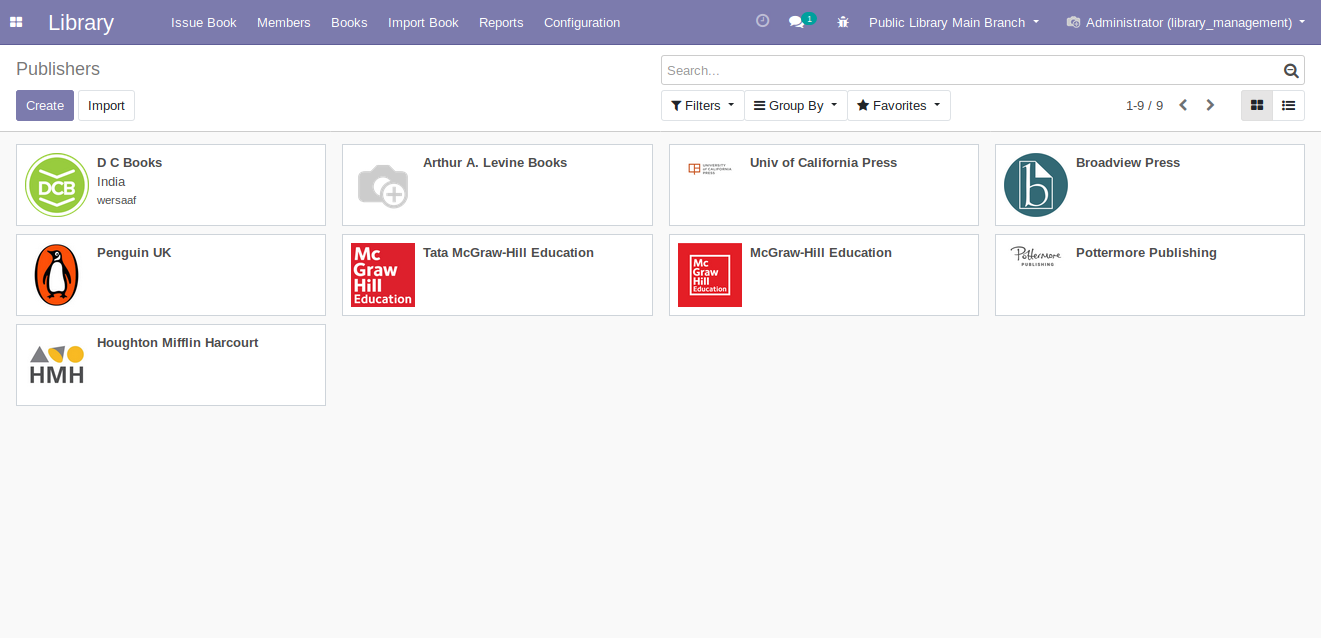 Library
Issue Book Members Books Import Book Reports Configuration
1
Public Library Main Branch
Administrator (library_management)
Publishers
Search...
Create Import
Filters Group By Favorites
1-9 / 9
DCB
D C Books
India
wersaaf
Arthur A. Levine Books
UNIVERSITY
of CALIFORNIA
PRESS
Univ of California Press
b
Broadview Press
Penguin UK
Mc
Graw
Hill
Education
Tata McGraw-Hill Education
Mc
Graw
Hill
Education
McGraw-Hill Education
Pottermore
PUBLISHING
Pottermore Publishing
HMH
Houghton Mifflin Harcourt